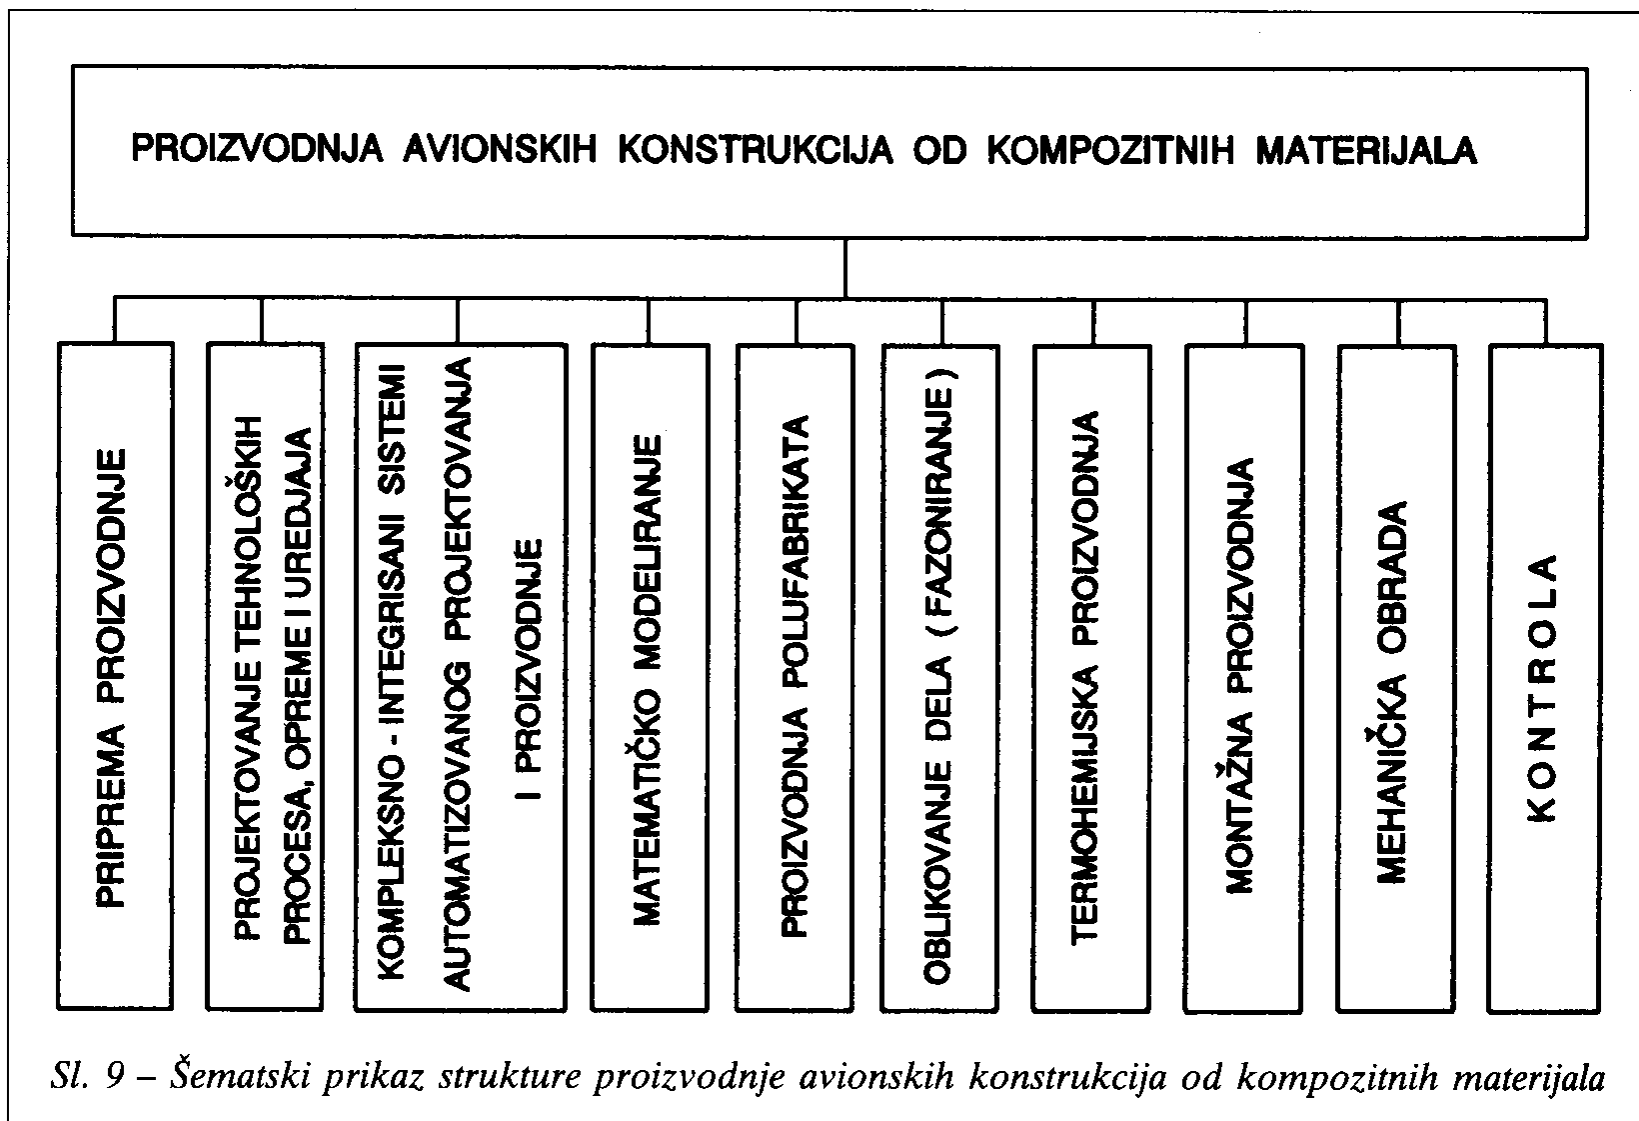 PROIZVODNJA AVIONSKIH KONSTRUKCIJA OD KOMPOZITNIH MATERIJALA
PRIPREMA PROIZVODNJE
PROJEKTOVANJE TEHNOLOŠKIH
PROCESA, OPREME I UREDJAJA
KOMPLEKSNO - INTEGRISANI SISTEMI
AUTOMATIZOVANOG PROJEKTOVANJA
I PROIZVODNJE
MATEMATIČKO MODELIRANJE
PROIZVODNJA POLUFABRIKATA
OBLIKOVANJE DELA ( FAZONIRANJE )
TERMOHEMIJSKA PROIZVODNJA
MONTAŽNA PROIZVODNJA
MEHANIČKA OBRADA
KONTROLA
Sl. 9 – Šematski prikaz strukture proizvodnje avionskih konstrukcija od kompozitnih materijala